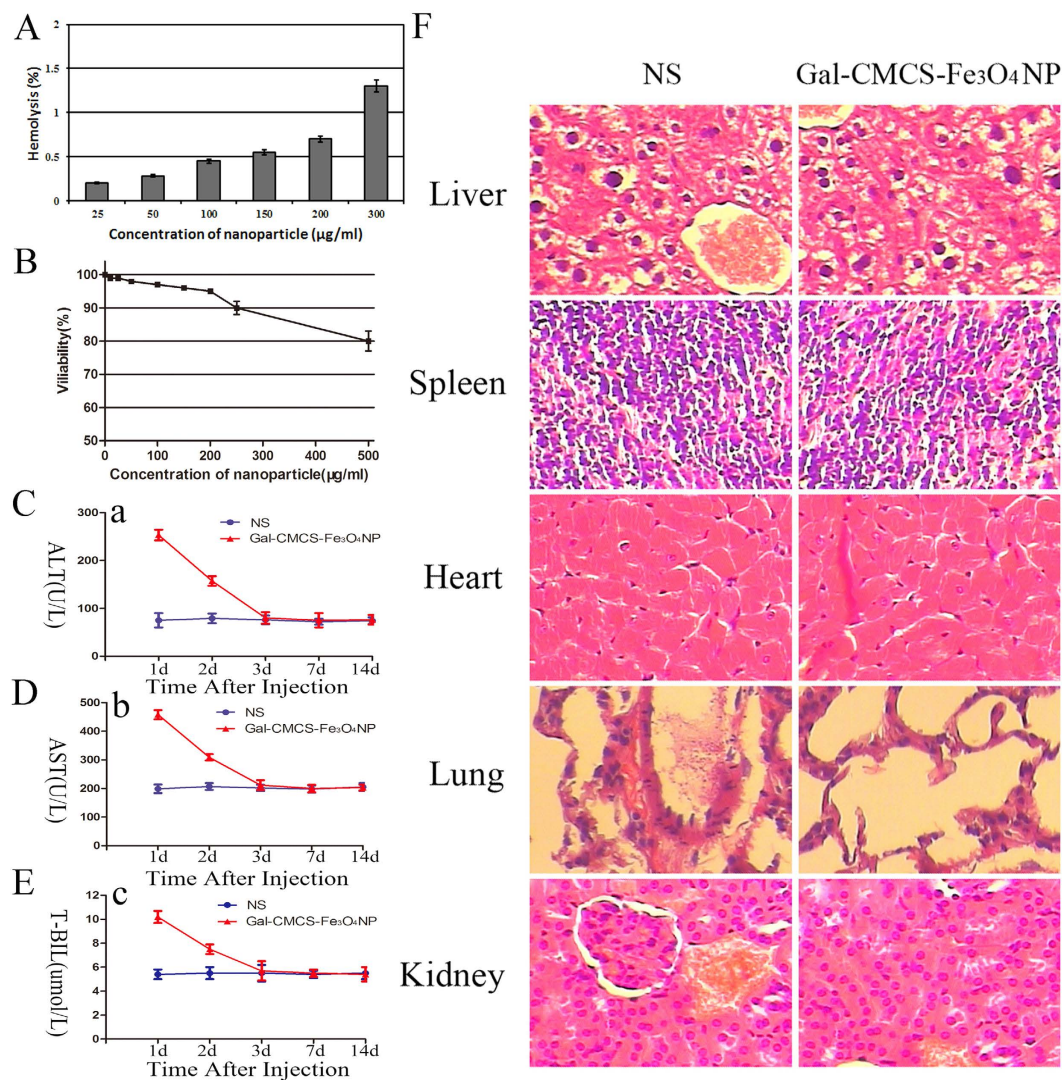 A
2
1.5
1
0.5
0
Hemolysis (%)
25 50 100 150 200 300
Concentration of nanoparticle (µg/ml)
B
100
90
80
70
60
50
Viliability(%)
0 100 200 300 400 500
Concentration of nanoparticle(µg/ml)
C
a
300
200
100
0
ALT(U/L)
NS
Gal-CMCS-Fe₃O₄NP
1d 2d 3d 7d 14d
Time After Injection
D
b
500
400
300
200
100
0
AST(U/L)
NS
Gal-CMCS-Fe₃O₄NP
1d 2d 3d 7d 14d
Time After Injection
E
c
12
10
8
6
4
2
0
T-BIL(umol/L)
NS
Gal-CMCS-Fe₃O₄NP
1d 2d 3d 7d 14d
Time After Injection
F
NS Gal-CMCS-Fe₃O₄NP
Liver
Spleen
Heart
Lung
Kidney